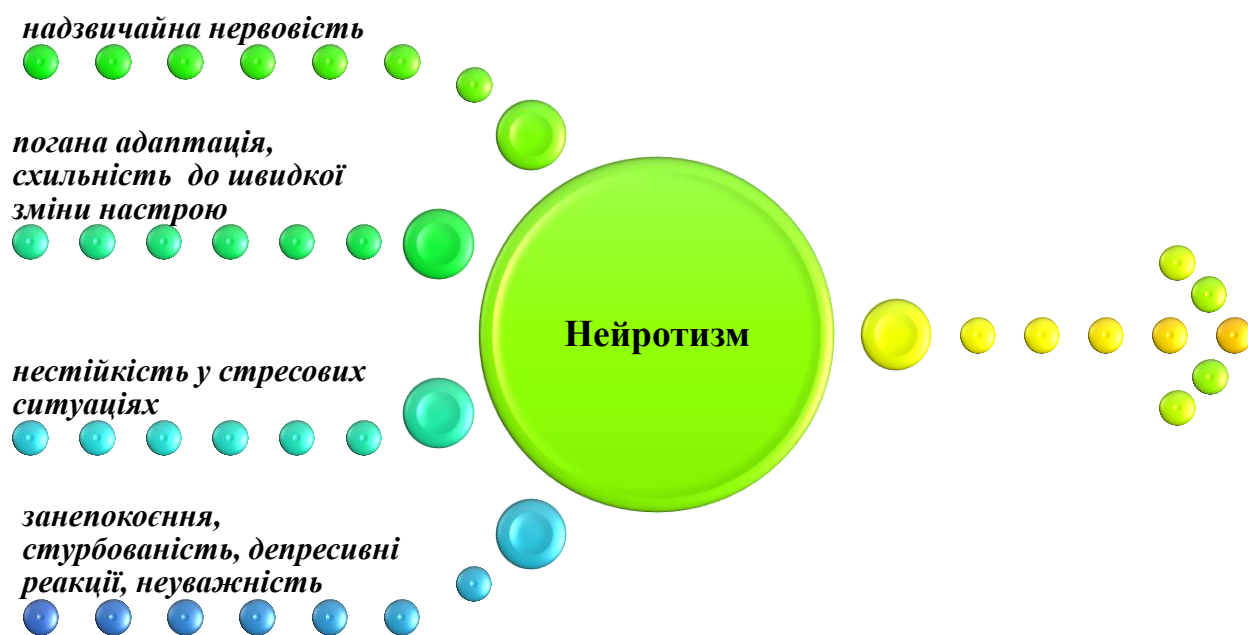 надзвичайна нервовість
погана адаптація,
схильність до швидкої
зміни настрою
Нейротизм
нестійкість у стресових
ситуаціях
занепокоєння,
стурбованість, депресивні
реакції, неуважність